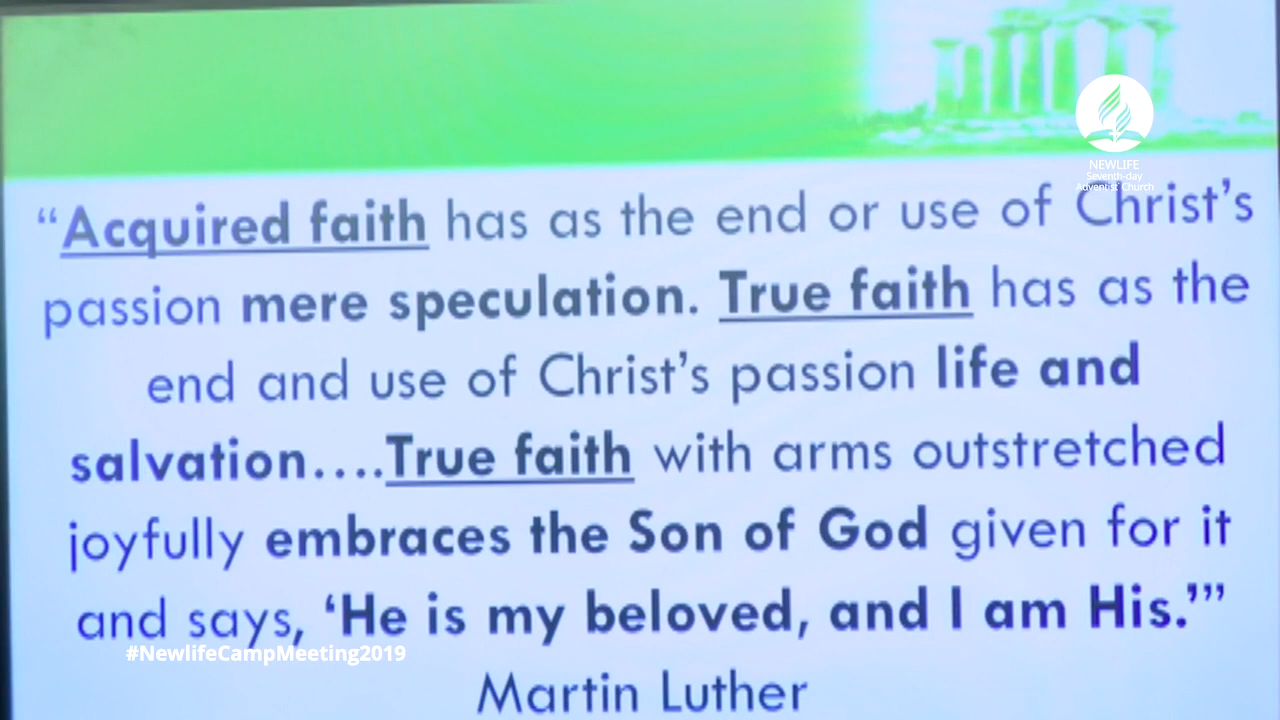 NEWLIFE
Seventh-day
Adventist Church
“Acquired faith has as the end or use of Christ’s
passion mere speculation. True faith has as the
end and use of Christ’s passion life and
salvation….True faith with arms outstretched
joyfully embraces the Son of God given for it
and says, ‘He is my beloved, and I am His.’”
#NewlifeCampMeeting2019
Martin Luther